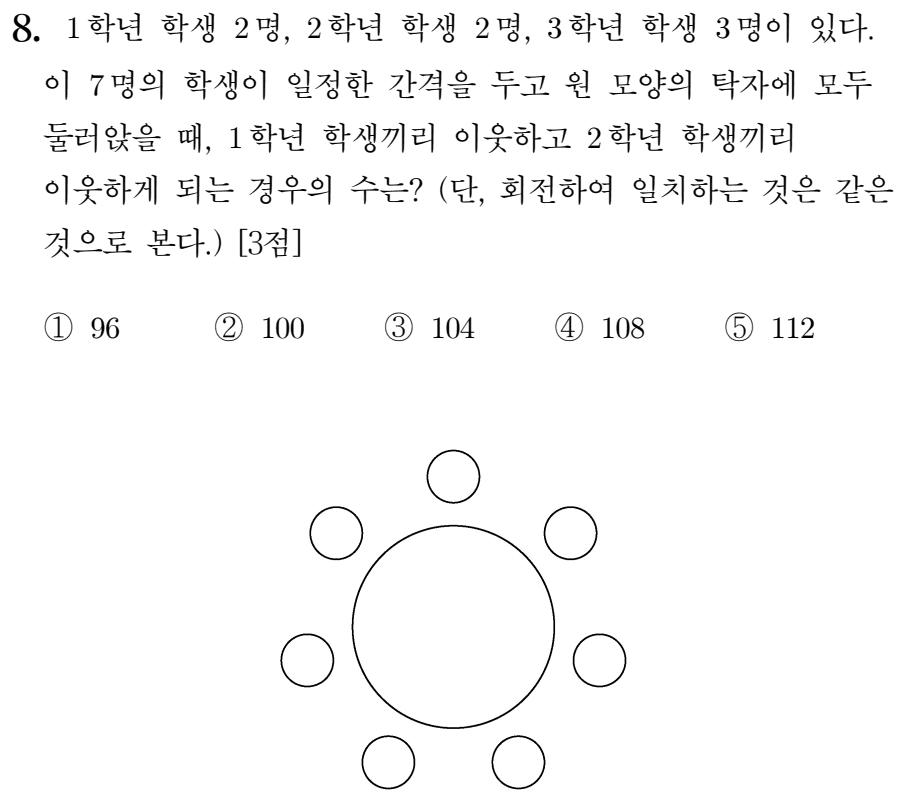 8. 1학년 학생 2명, 2학년 학생 2명, 3학년 학생 3명이 있다.
이 7명의 학생이 일정한 간격을 두고 원 모양의 탁자에 모두
둘러앉을 때, 1학년 학생끼리 이웃하고 2학년 학생끼리
이웃하게 되는 경우의 수는? (단, 회전하여 일치하는 것은 같은
것으로 본다.) [3점]
① 96 ② 100 ③ 104 ④ 108 ⑤ 112